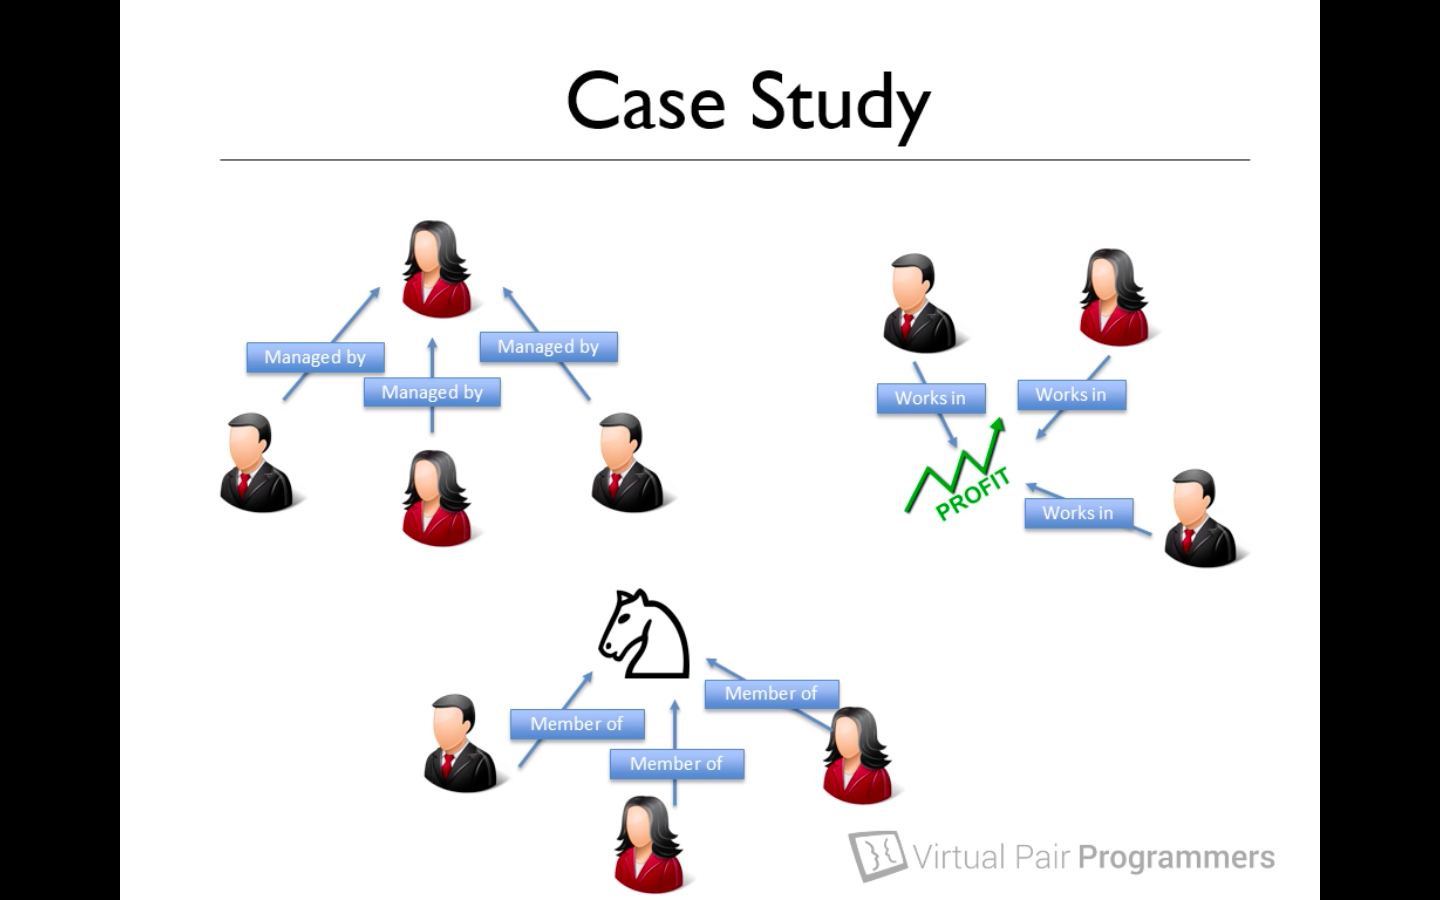 Case Study
Managed by
Managed by
Managed by
Works in
Works in
PROFIT
Works in
Member of
Member of
Member of
Virtual Pair Programmers